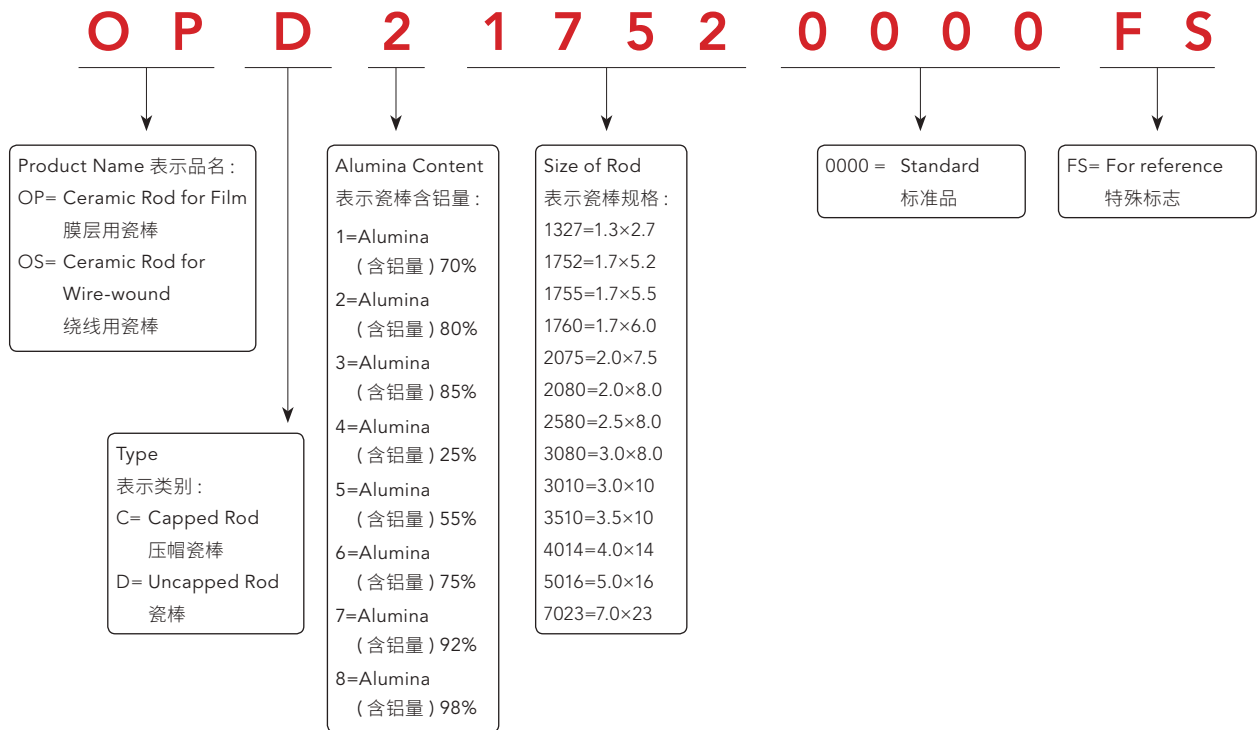 O P D 2 1 7 5 2 0 0 0 0 F S
Product Name 表示品名 :
OP= Ceramic Rod for Film
膜层用瓷棒
OS= Ceramic Rod for
Wire-wound
绕线用瓷棒
Type
表示类别 :
C= Capped Rod
压帽瓷棒
D= Uncapped Rod
瓷棒
Alumina Content
表示瓷棒含铝量 :
1=Alumina
( 含铝量 ) 70%
2=Alumina
( 含铝量 ) 80%
3=Alumina
( 含铝量 ) 85%
4=Alumina
( 含铝量 ) 25%
5=Alumina
( 含铝量 ) 55%
6=Alumina
( 含铝量 ) 75%
7=Alumina
( 含铝量 ) 92%
8=Alumina
( 含铝量 ) 98%
Size of Rod
表示瓷棒规格 :
1327=1.3×2.7
1752=1.7×5.2
1755=1.7×5.5
1760=1.7×6.0
2075=2.0×7.5
2080=2.0×8.0
2580=2.5×8.0
3080=3.0×8.0
3010=3.0×10
3510=3.5×10
4014=4.0×14
5016=5.0×16
7023=7.0×23
0000 = Standard
标准品
FS= For reference
特殊标志